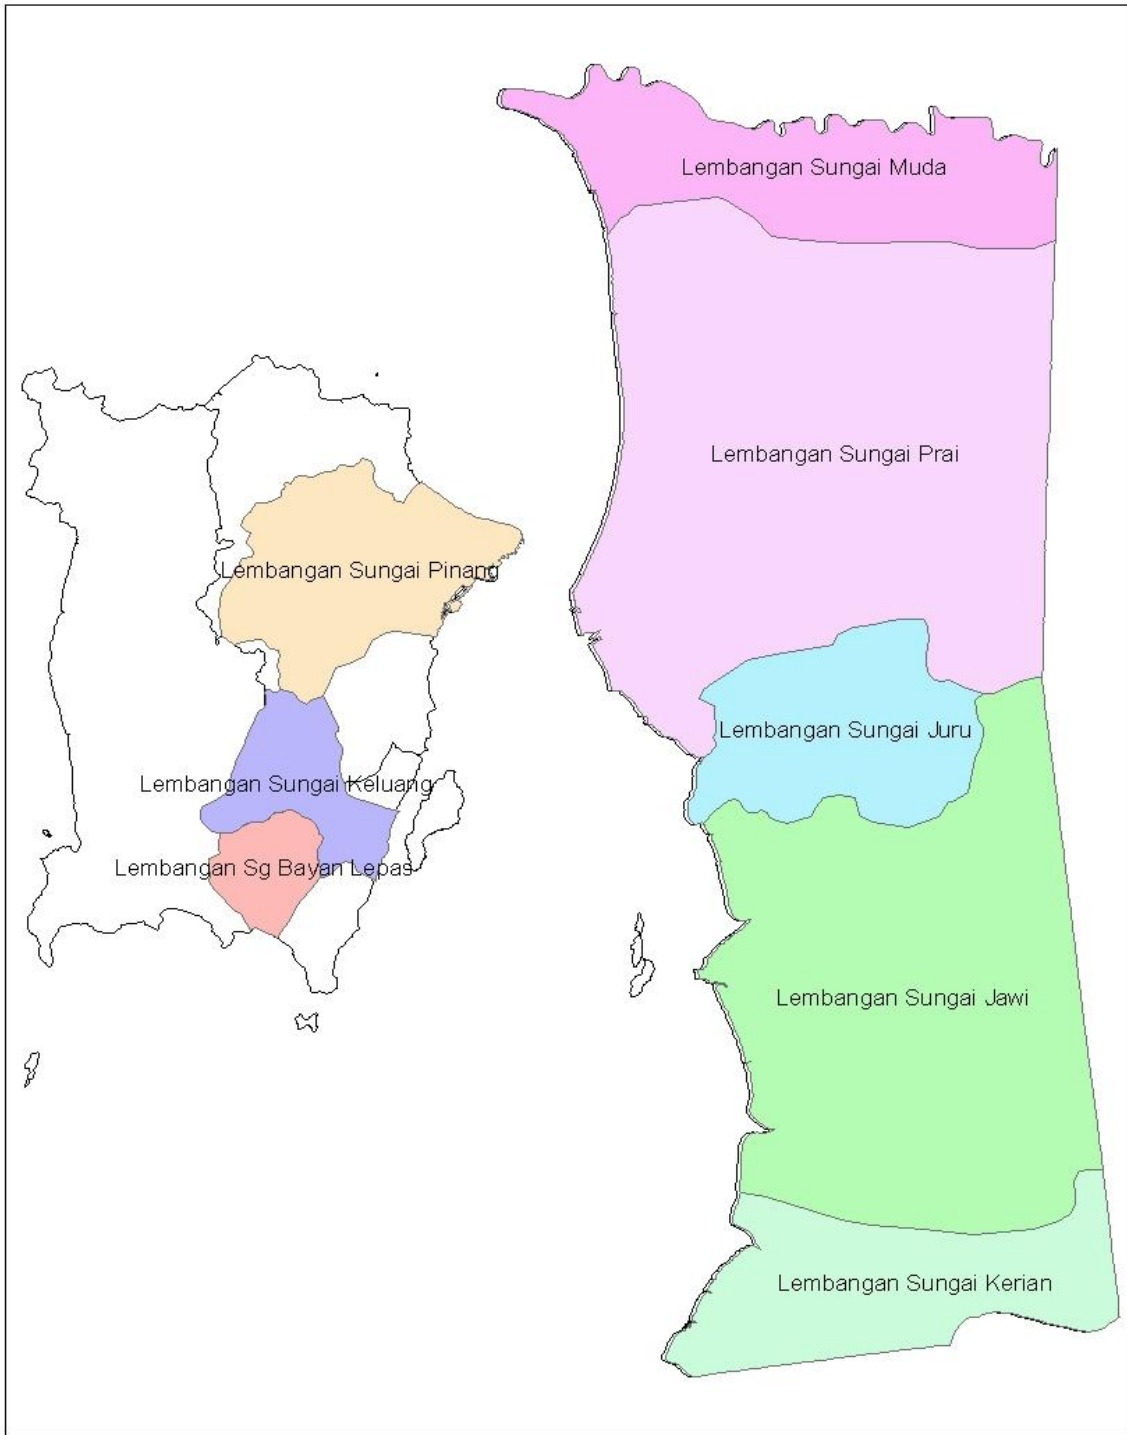 Lembangan Sungai Muda
Lembangan Sungai Prai
Lembangan Sungai Pinang
Lembangan Sungai Juru
Lembangan Sungai Keluang
Lembangan Sg Bayan Lepas
Lembangan Sungai Jawi
Lembangan Sungai Kerian